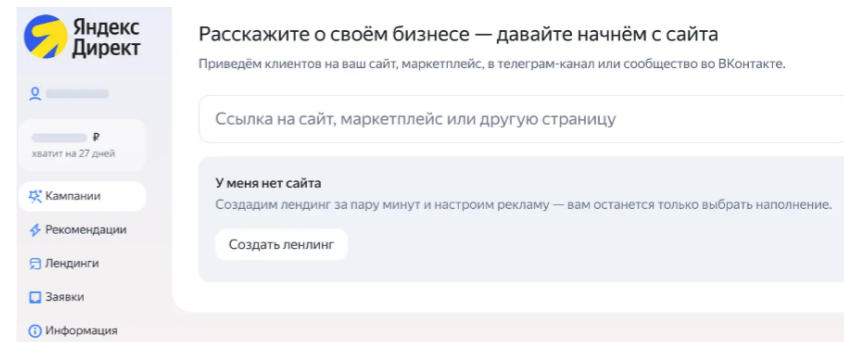 Яндекс
Директ
₽
хватит на 27 дней
Кампании
Рекомендации
Лендинги
Заявки
Информация
Расскажите о своём бизнесе — давайте начнём с сайта
Приведём клиентов на ваш сайт, маркетплейс, в телеграм-канал или сообщество во ВКонтакте.
Ссылка на сайт, маркетплейс или другую страницу
У меня нет сайта
Создадим лендинг за пару минут и настроим рекламу — вам останется только выбрать наполнение.
Создать ленлинг